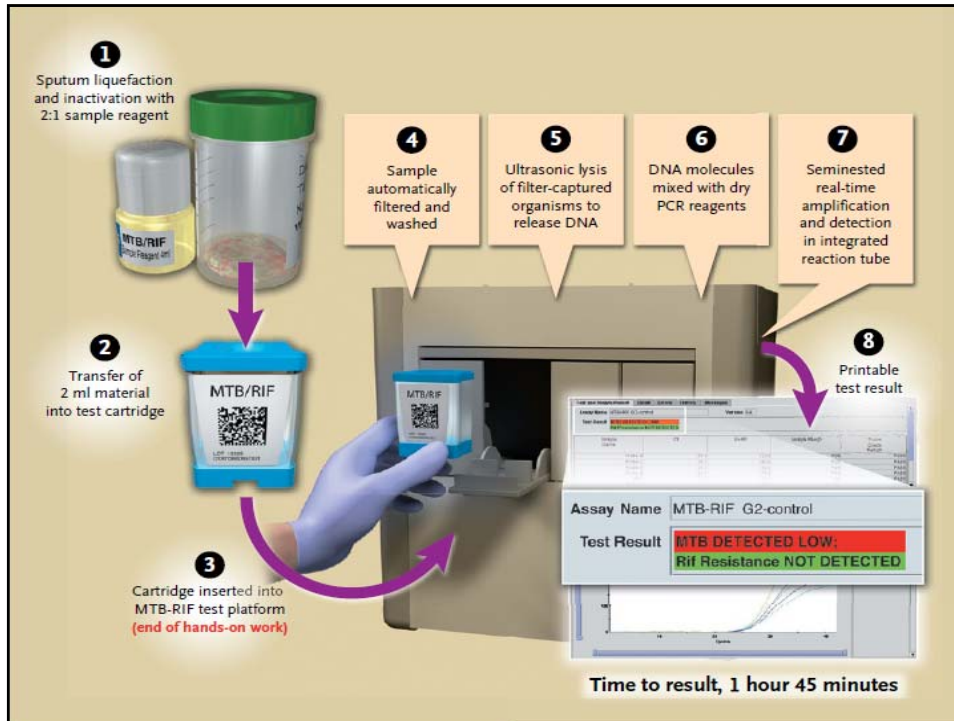 1
Sputum liquefaction
and inactivation with
2:1 sample reagent
MTB/RIF
Sample Reagent 4ml
2
Transfer of
2 ml material
into test cartridge
MTB/RIF
3
Cartridge inserted into
MTB-RIF test platform
(end of hands-on work)
MTB/RIF
4
Sample
automatically
filtered and
washed
5
Ultrasonic lysis
of filter-captured
organisms to
release DNA
6
DNA molecules
mixed with dry
PCR reagents
7
Seminested
real-time
amplification
and detection
in integrated
reaction tube
8
Printable
test result
Assay Name MTB-RIF G2-control
Test Result MTB DETECTED LOW;
Rif Resistance NOT DETECTED
Time to result, 1 hour 45 minutes